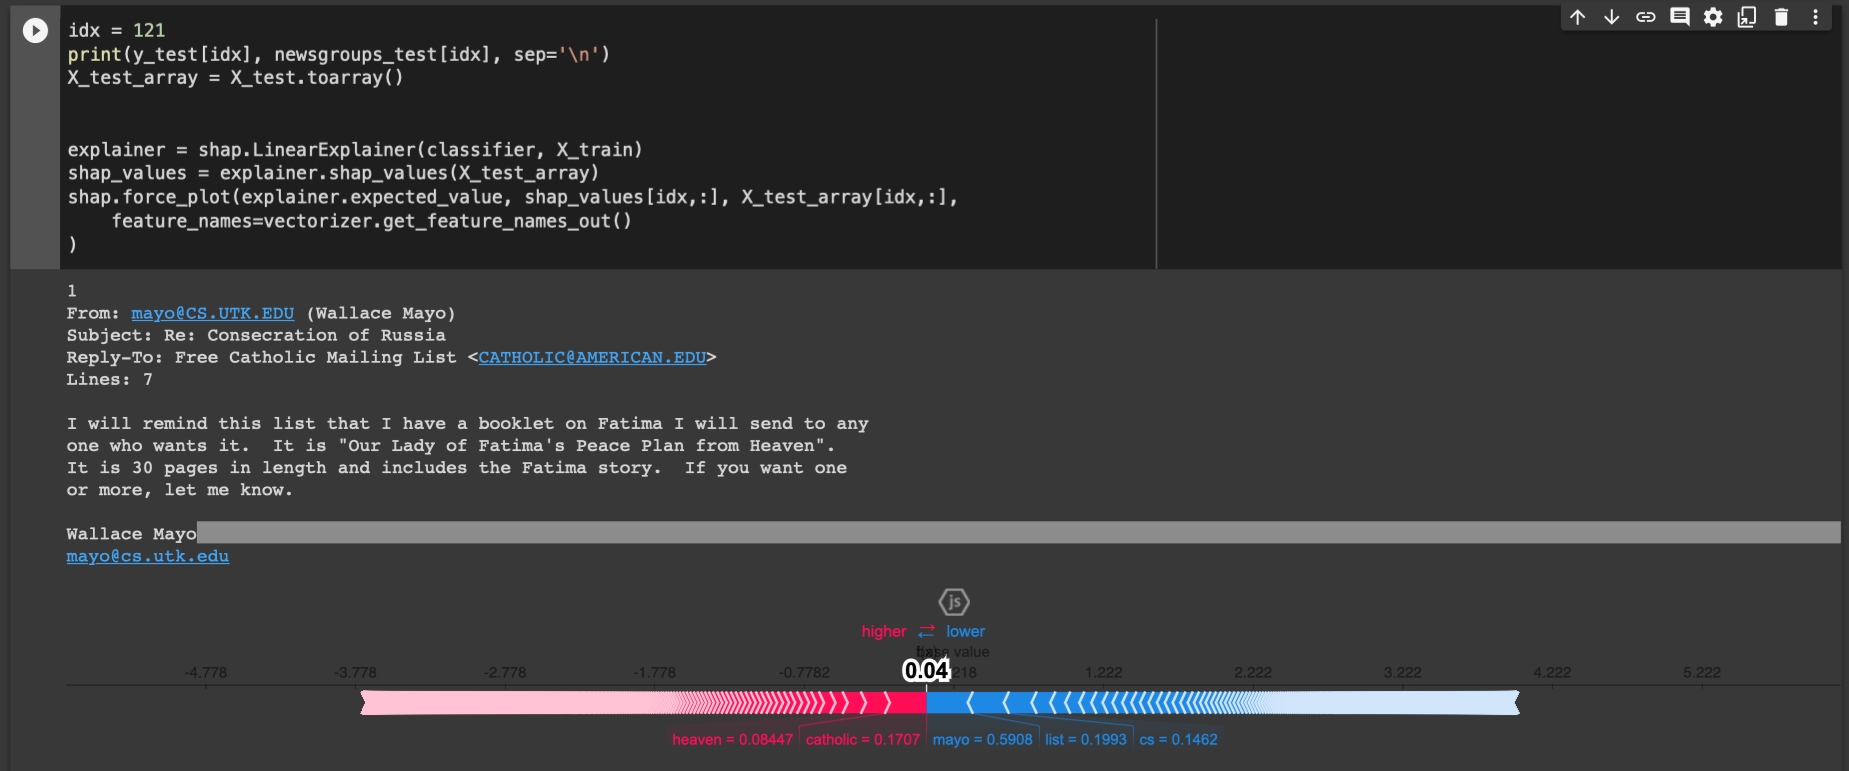 idx = 121
print(y_test[idx], newsgroups_test[idx], sep='\n')
X_test_array = X_test.toarray()
explainer = shap.LinearExplainer(classifier, X_train)
shap_values = explainer.shap_values(X_test_array)
shap.force_plot(explainer.expected_value, shap_values[idx,:], X_test_array[idx,:],
feature_names=vectorizer.get_feature_names_out()
)
1
From: mayo@CS.UTK.EDU (Wallace Mayo)
Subject: Re: Consecration of Russia
Reply-To: Free Catholic Mailing List <CATHOLIC@AMERICAN.EDU>
Lines: 7
I will remind this list that I have a booklet on Fatima I will send to any
one who wants it.  It is "Our Lady of Fatima's Peace Plan from Heaven".
It is 30 pages in length and includes the Fatima story.  If you want one
or more, let me know.
Wallace Mayo
mayo@cs.utk.edu
js
higher ⇄ lower
value
-4.778 -3.778 -2.778 -1.778 -0.7782 0.04 1.222 2.222 3.222 4.222 5.222
heaven = 0.08447 catholic = 0.1707 mayo = 0.5908 list = 0.1993 cs = 0.1462